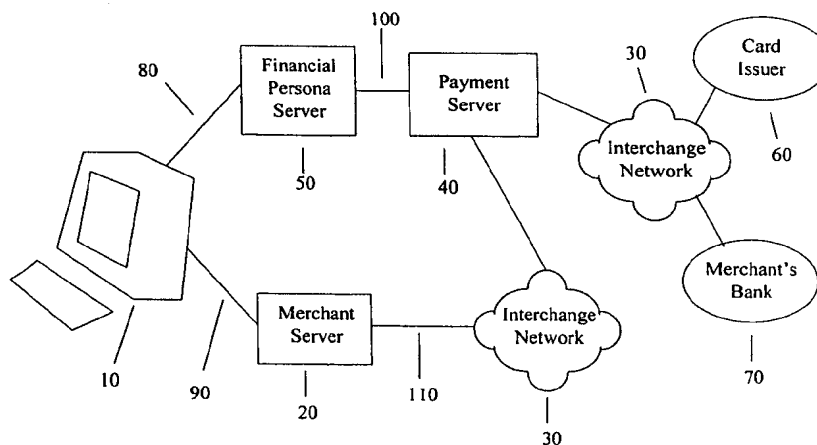 100
80
Financial
Persona
Server
Payment
Server
30
Card
Issuer
Interchange
Network
50
40
60
Merchant
Server
Interchange
Network
Merchant's
Bank
10
90
20
110
30
70